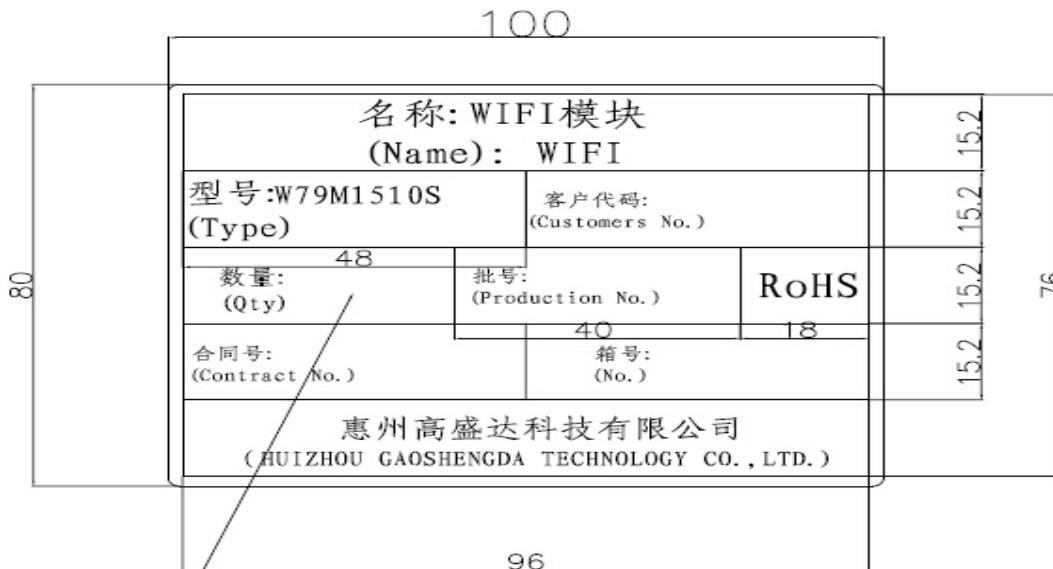 100
名称:WIFI模块
(Name): WIFI
15.2
型号:W79M1510S
(Type)
客户代码:
(Customers No.)
15.2
48
80
数量:
(Qty)
批号:
(Production No.)
RoHS
15.2
76
40
18
合同号:
(Contract No.)
箱号:
(No.)
15.2
惠州高盛达科技有限公司
(HUIZHOU GAOSHENGDA TECHNOLOGY CO.,LTD.)
96